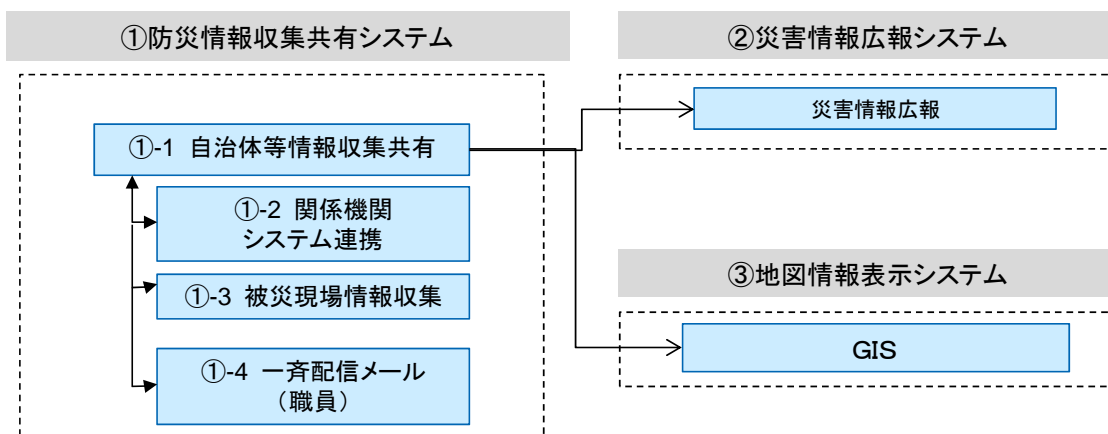 ①防災情報収集共有システム
①-1 自治体等情報収集共有
①-2 関係機関
システム連携
①-3 被災現場情報収集
①-4 一斉配信メール
（職員）
②災害情報広報システム
災害情報広報
③地図情報表示システム
GIS